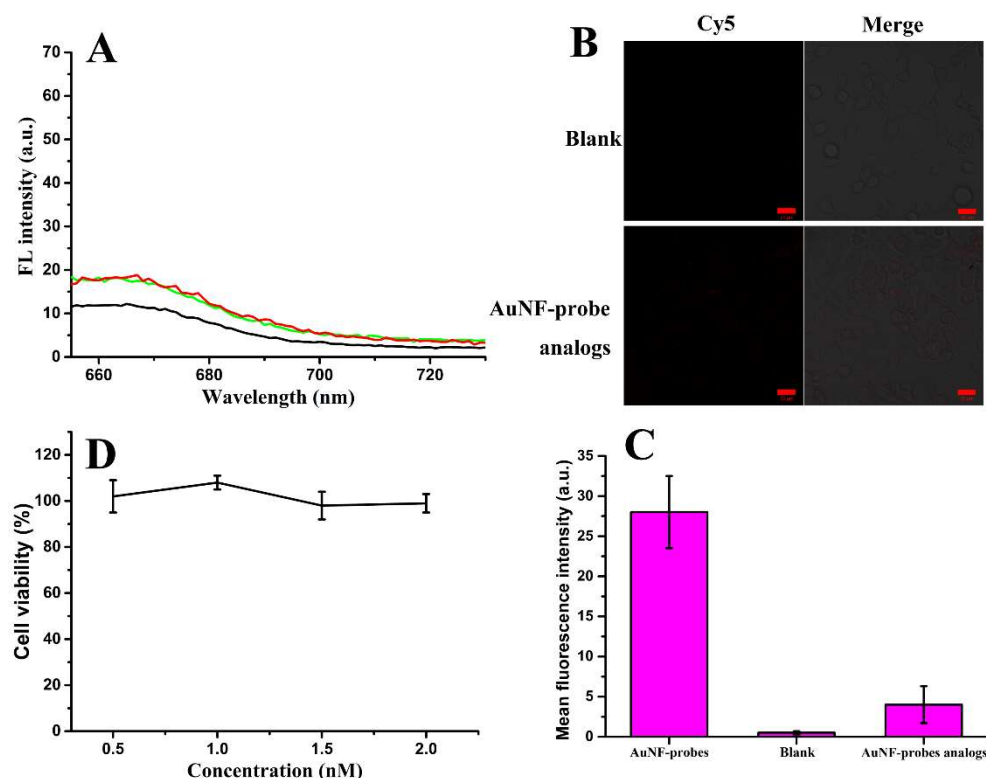 A
70
60
50
40
30
20
10
0
FL intensity (a.u.)
660 680 700 720
Wavelength (nm)
B
Cy5 Merge
Blank
AuNF-probe
analogs
D
120
100
80
60
40
20
0
Cell viability (%)
0.5 1.0 1.5 2.0
Concentration (nM)
C
35
30
25
20
15
10
5
0
Mean fluorescence intensity (a.u.)
AuNF-probes Blank AuNF-probes analogs